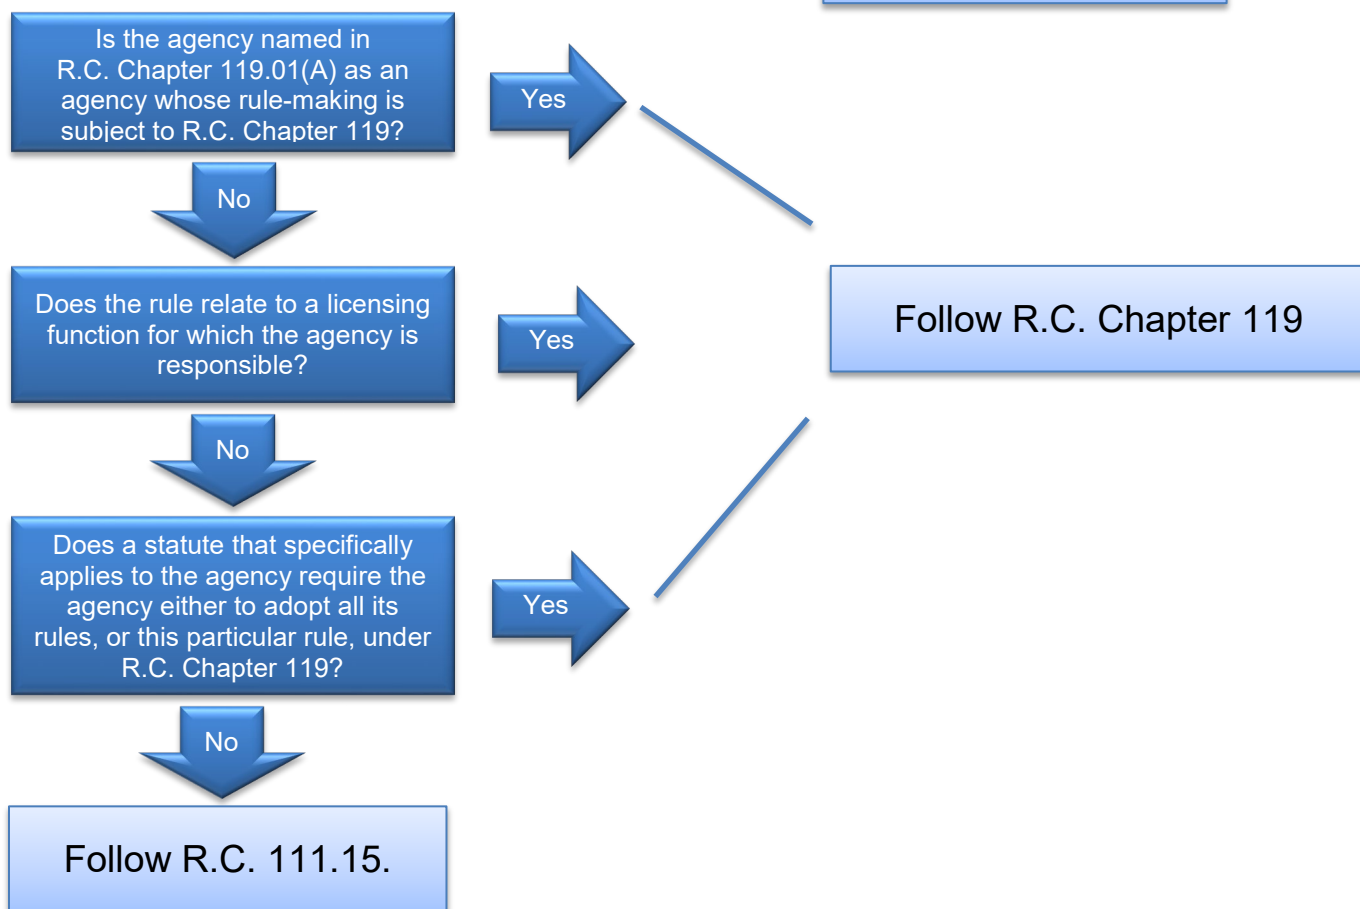 Is the agency named in
R.C. Chapter 119.01(A) as an
agency whose rule-making is
subject to R.C. Chapter 119?
Yes
No
Does the rule relate to a licensing
function for which the agency is
responsible?
Yes
Follow R.C. Chapter 119
No
Does a statute that specifically
applies to the agency require the
agency either to adopt all its
rules, or this particular rule, under
R.C. Chapter 119?
Yes
No
Follow R.C. 111.15.